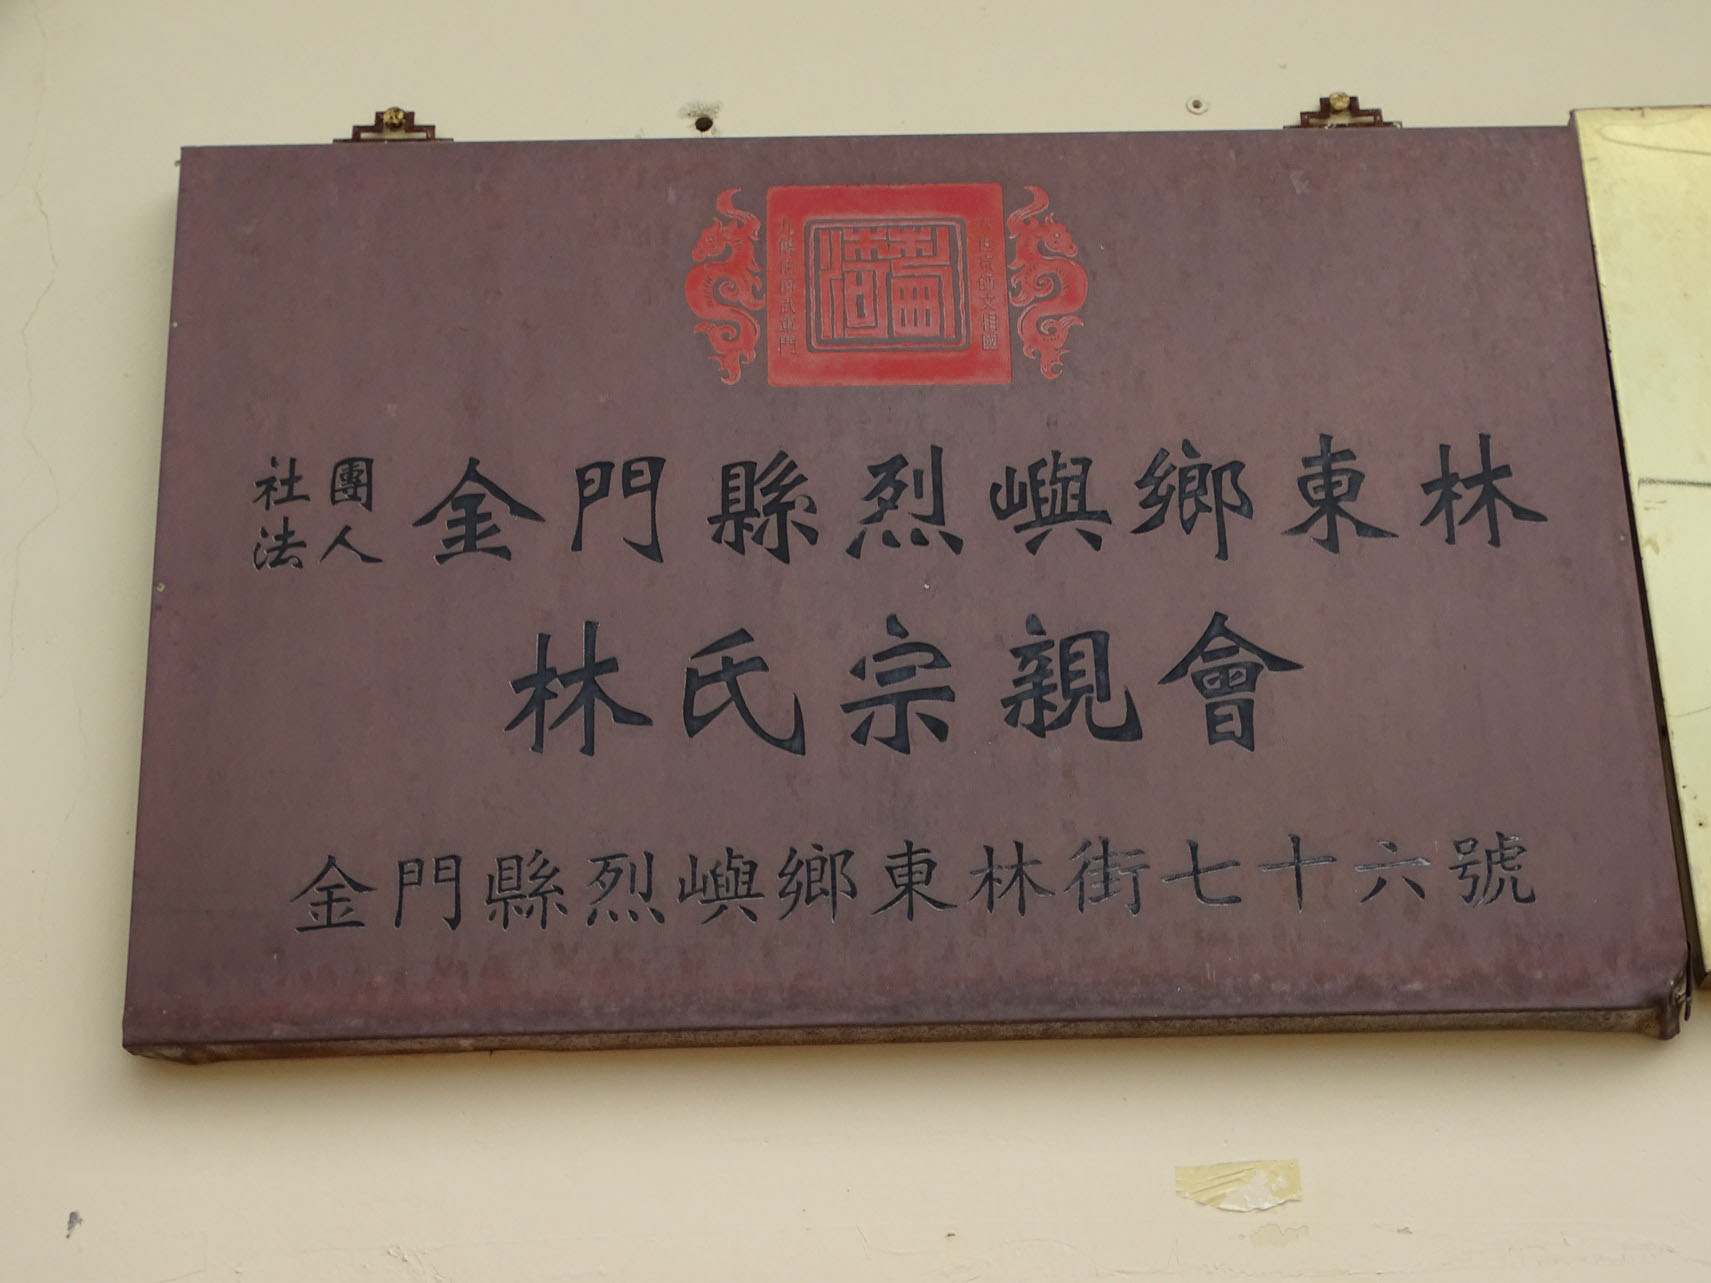 社團法人 金門縣烈嶼鄉東林
林氏宗親會
金門縣烈嶼鄉東林街七十六號